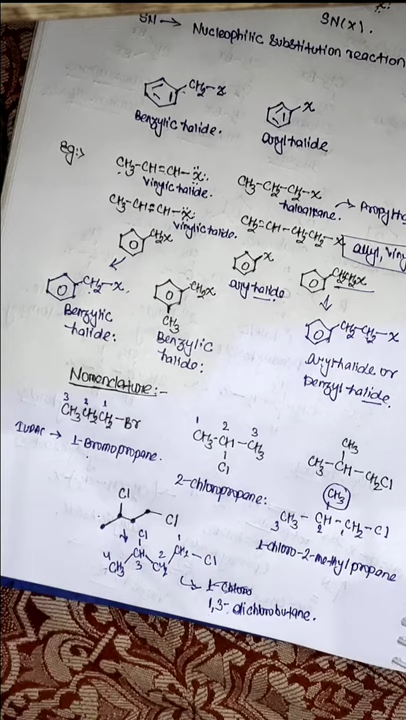 SN → Nucleophilic substitution reaction
SN(X).
CH2-X
X
Benzylic halide.
aryl halide
eg:→
CH3-CH=CH-X:
Vinylic halide.
CH3-CH2-CH2-X
haloalkane.
→ Propyl
CH3-CH=CH-X:
Vinylic halide.
CH2=CH-CH2-CH2-X
allyl, viny
CH2X
X
CH2-X
CH2X
CH3
aryl halide
Benzylic
halide:
Benzylic
halide:
CH2-CH2-X
aryl halide or
benzyl halide.
Nomenclature:-
3 2 1
CH3CH2CH2-Br
IUPAC → 1-Bromopropane.
1 2 3
CH3-CH-CH3
Cl
2-chloropropane:
CH3
CH3-CH-CH2Cl
CH3
3 CH3-CH-CH2-Cl
2 1
1-chloro-2-methyl propane
Cl
Cl
Cl
1
4 CH3 CH CH2 CH2-Cl
3 2
→ 1-Chloro
1,3-dichlorobutane.